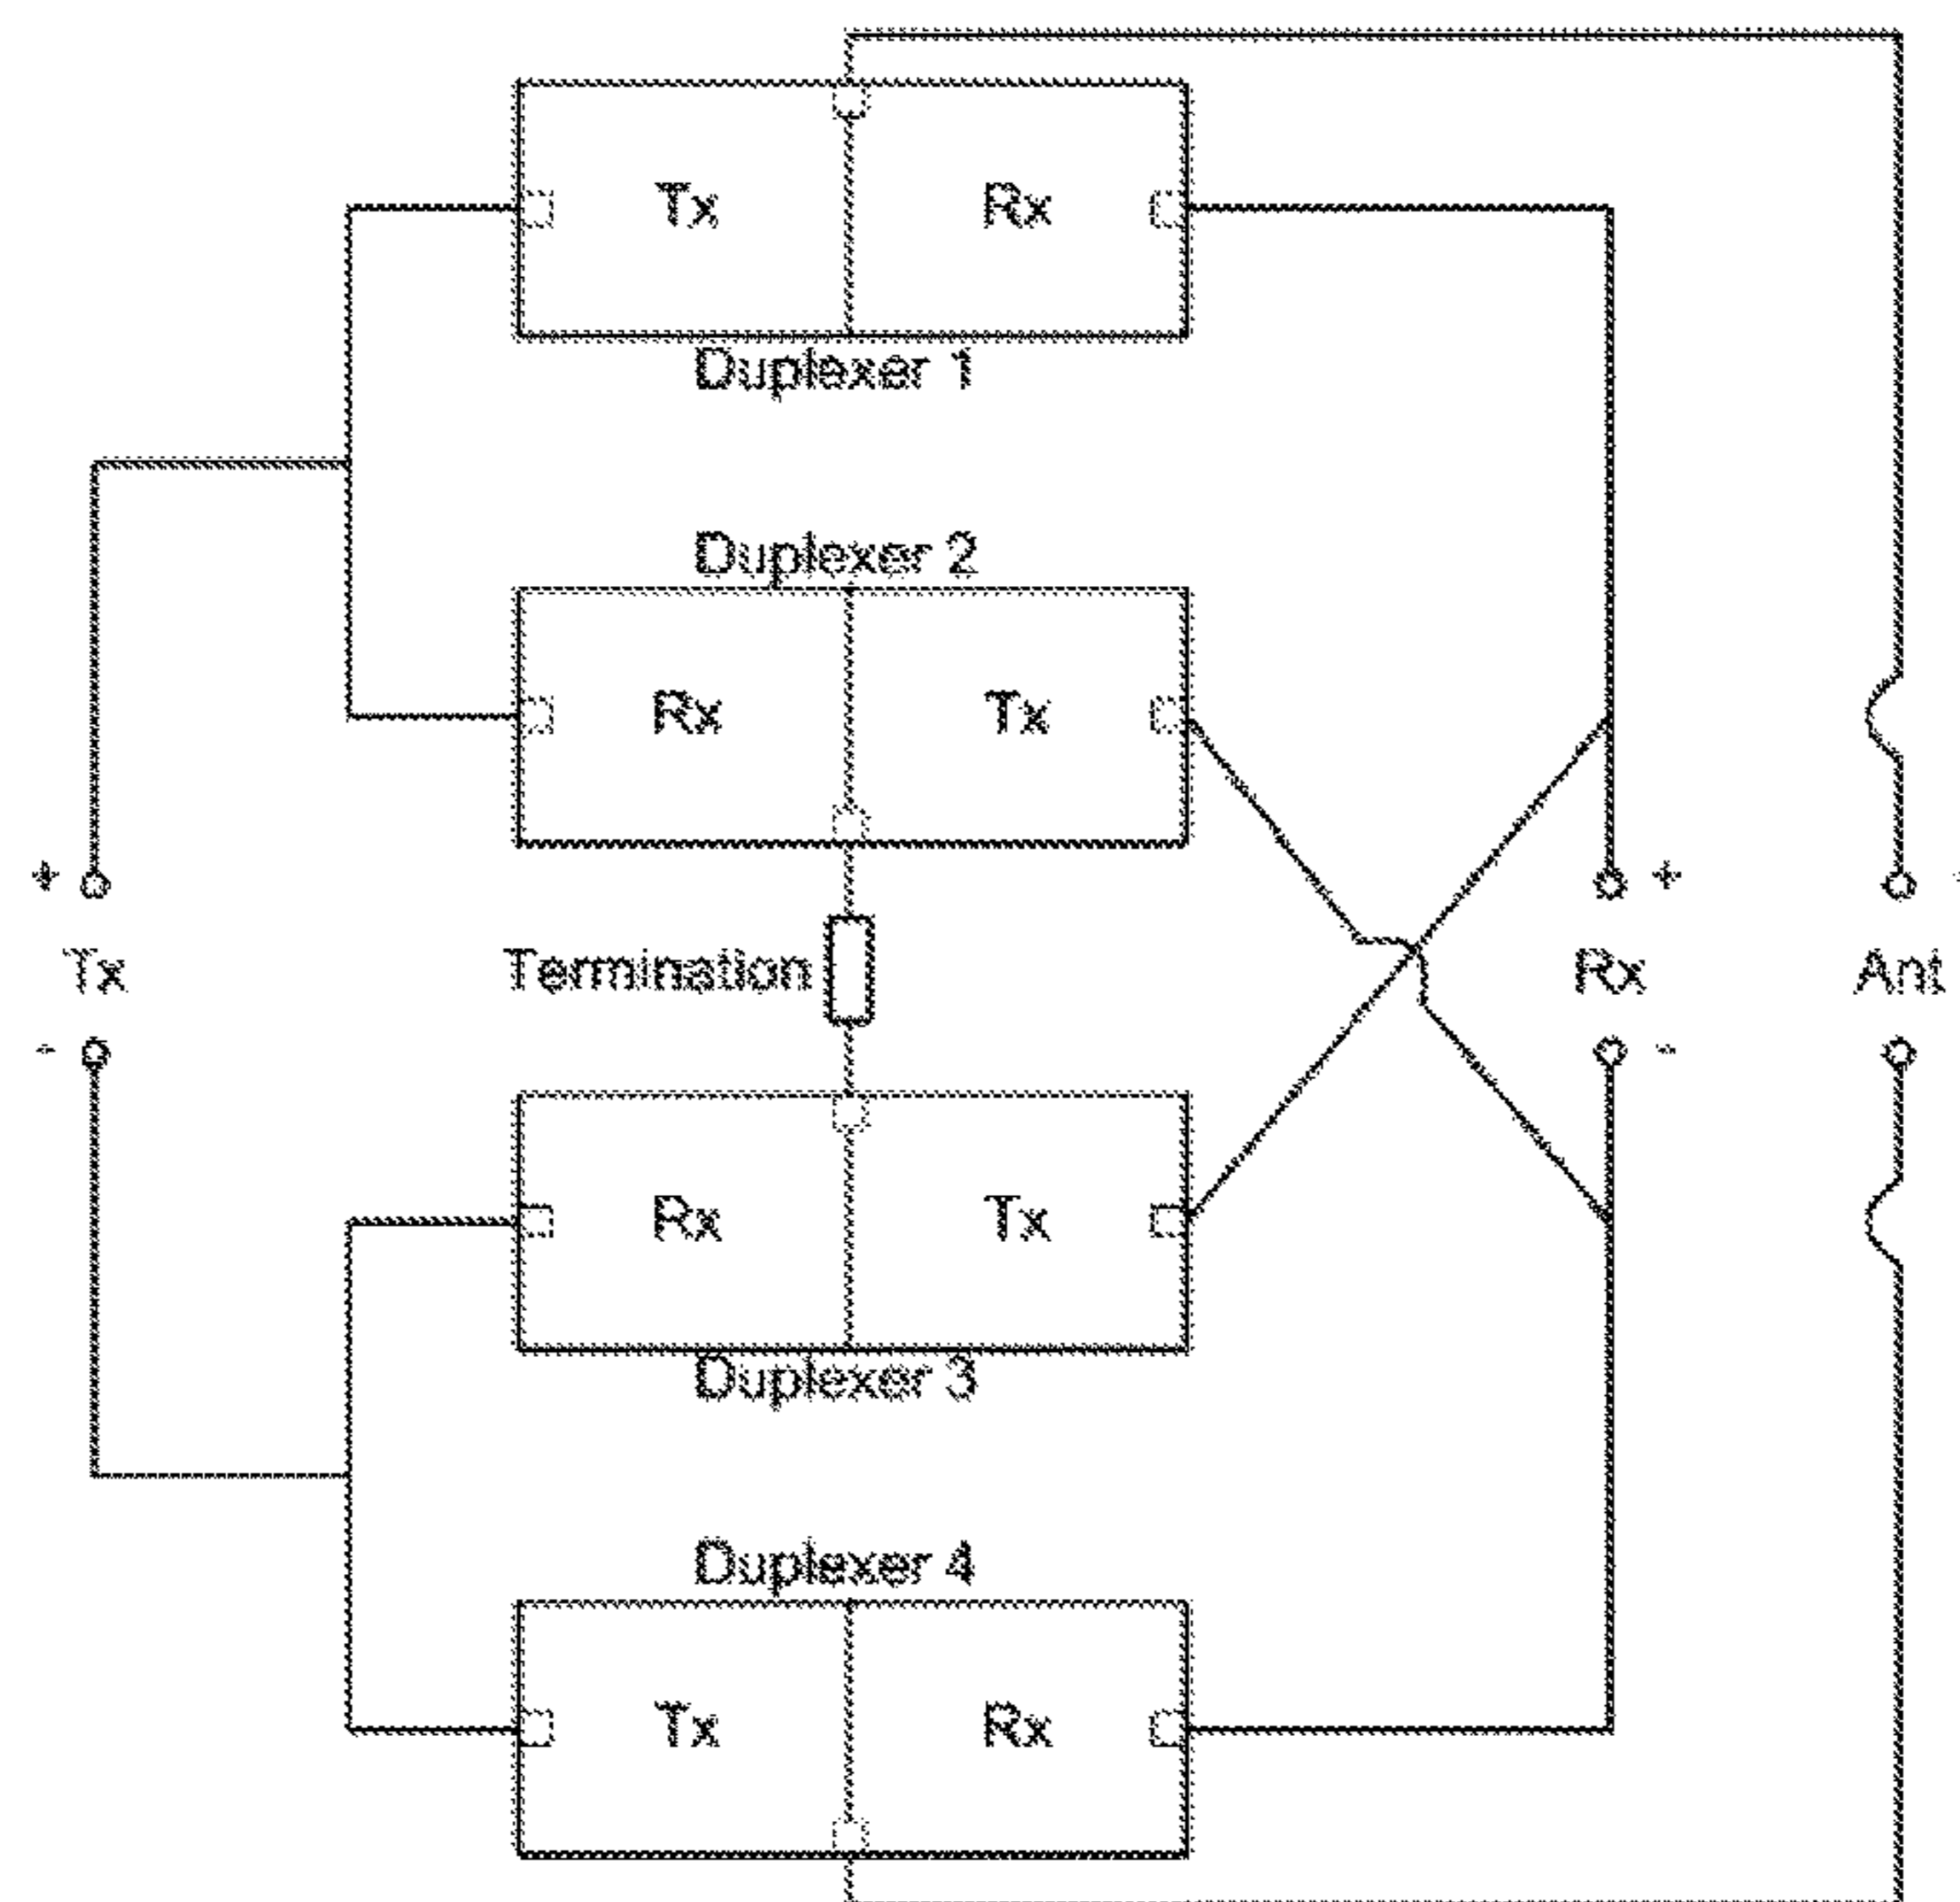 Tx Rx
Duplexer 1
Duplexer 2
Rx Tx
+ + 
Tx Termination Rx Ant
- -
Rx Tx
Duplexer 3
Duplexer 4
Tx Rx